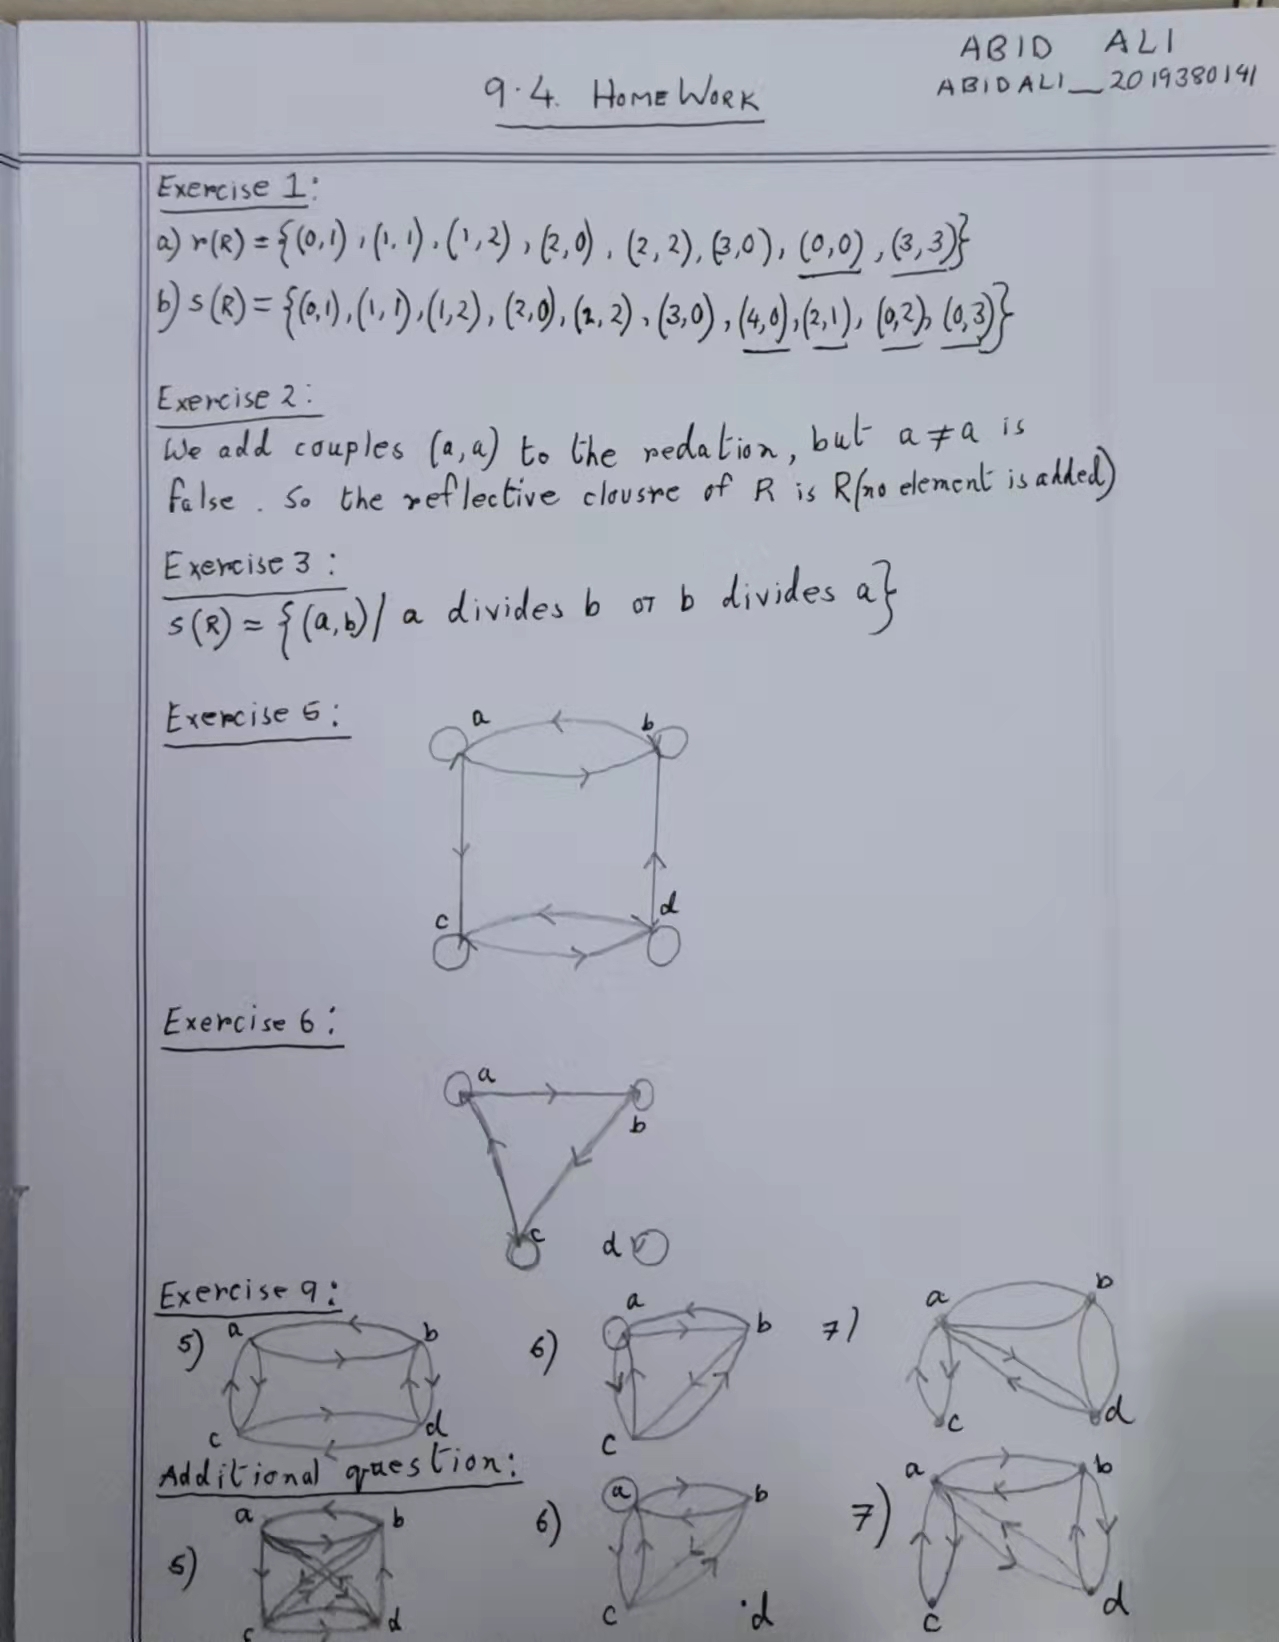 ABID ALI
ABIDALI_2019380141
9.4. HOME WORK
Exercise 1:
a) r(R) = {(0,1), (1,1), (1,2), (2,0), (2,2), (3,0), (0,0), (3,3)}
b) s(R) = {(0,1), (1,1), (1,2), (2,0), (2,2), (3,0), (4,0), (2,1), (0,2), (0,3)}
Exercise 2:
We add couples (a,a) to the redation, but a≠a is
false. So the reflective clousre of R is R(no element is added)
Exercise 3:
s(R) = {(a,b)/ a divides b or b divides a}
Exercise 5:
a b
c d
Exercise 6:
a
b
c d
Exercise 9:
5) a b 6) a b 7) a b
c d c c d
Additional question:
5) a b 6) a b 7) a b
c d c .d c d